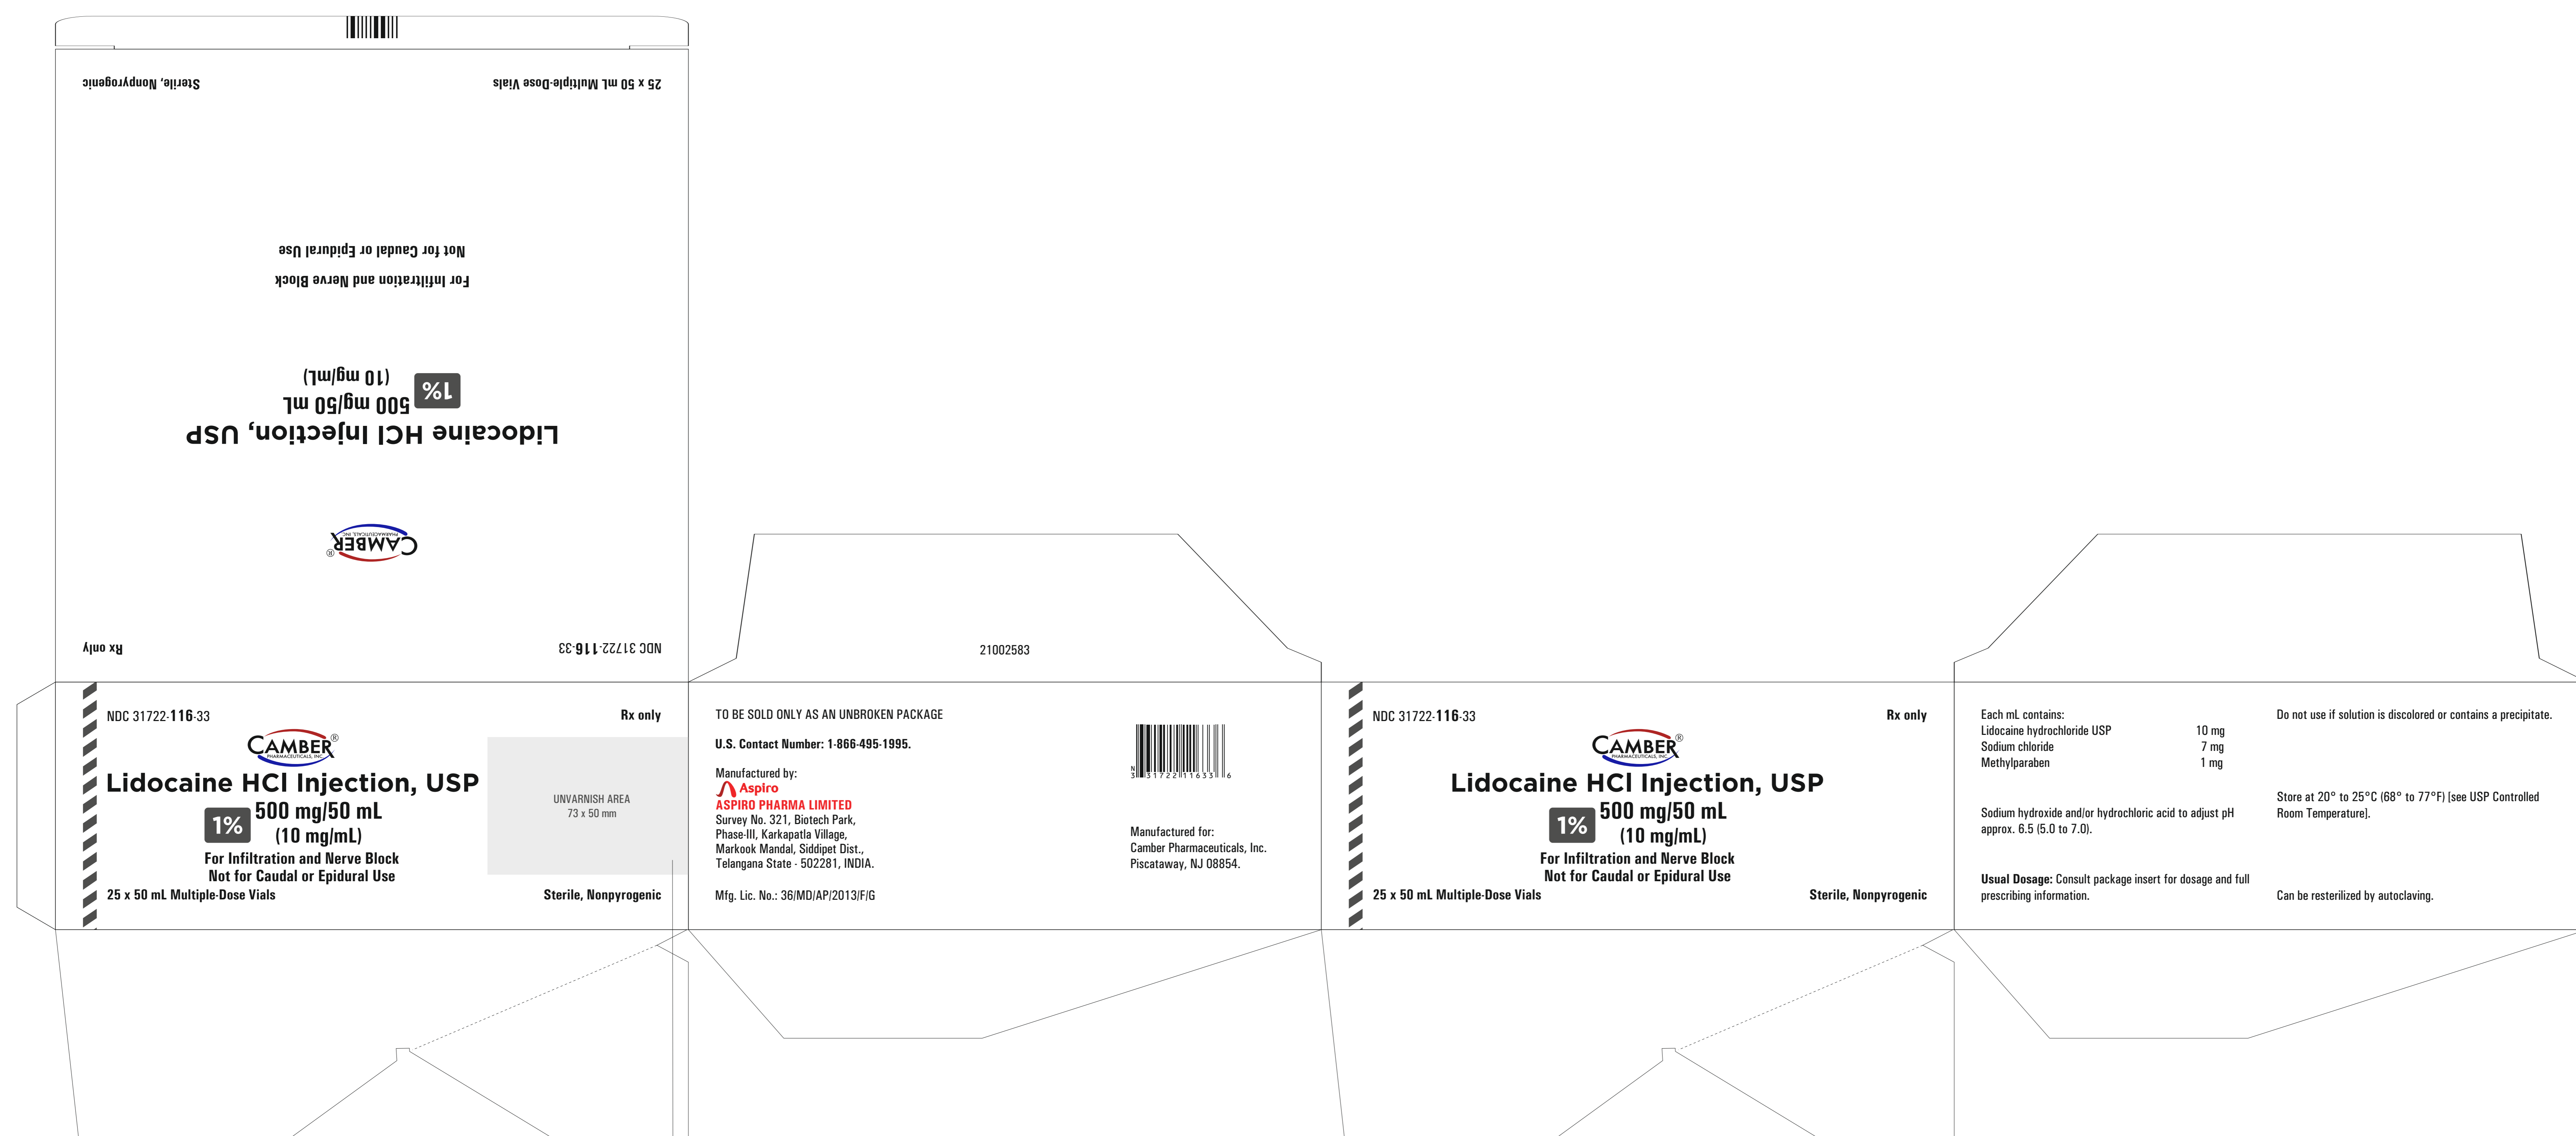 Sterile, Nonpyrogenic
25 x 50 mL Multiple-Dose Vials
Not for Caudal or Epidural Use
For Infiltration and Nerve Block
(10 mg/mL)
1% 500 mg/50 mL
Lidocaine HCl Injection, USP
CAMBER®
PHARMACEUTICALS, INC.
Rx only
NDC 31722-116-33
NDC 31722-116-33
Rx only
CAMBER®
PHARMACEUTICALS, INC.
Lidocaine HCl Injection, USP
1% 500 mg/50 mL
(10 mg/mL)
For Infiltration and Nerve Block
Not for Caudal or Epidural Use
25 x 50 mL Multiple-Dose Vials
Sterile, Nonpyrogenic
UNVARNISH AREA
73 x 50 mm
21002583
TO BE SOLD ONLY AS AN UNBROKEN PACKAGE
U.S. Contact Number: 1-866-495-1995.
Manufactured by:
Aspiro
ASPIRO PHARMA LIMITED
Survey No. 321, Biotech Park,
Phase-III, Karkapatla Village,
Markook Mandal, Siddipet Dist.,
Telangana State - 502281, INDIA.
Mfg. Lic. No.: 36/MD/AP/2013/F/G
N
3 31722 11633 6
Manufactured for:
Camber Pharmaceuticals, Inc.
Piscataway, NJ 08854.
NDC 31722-116-33
Rx only
CAMBER®
PHARMACEUTICALS, INC.
Lidocaine HCl Injection, USP
1% 500 mg/50 mL
(10 mg/mL)
For Infiltration and Nerve Block
Not for Caudal or Epidural Use
25 x 50 mL Multiple-Dose Vials
Sterile, Nonpyrogenic
Each mL contains:
Lidocaine hydrochloride USP 10 mg
Sodium chloride 7 mg
Methylparaben 1 mg
Sodium hydroxide and/or hydrochloric acid to adjust pH
approx. 6.5 (5.0 to 7.0).
Usual Dosage: Consult package insert for dosage and full
prescribing information.
Do not use if solution is discolored or contains a precipitate.
Store at 20° to 25°C (68° to 77°F) [see USP Controlled
Room Temperature].
Can be resterilized by autoclaving.